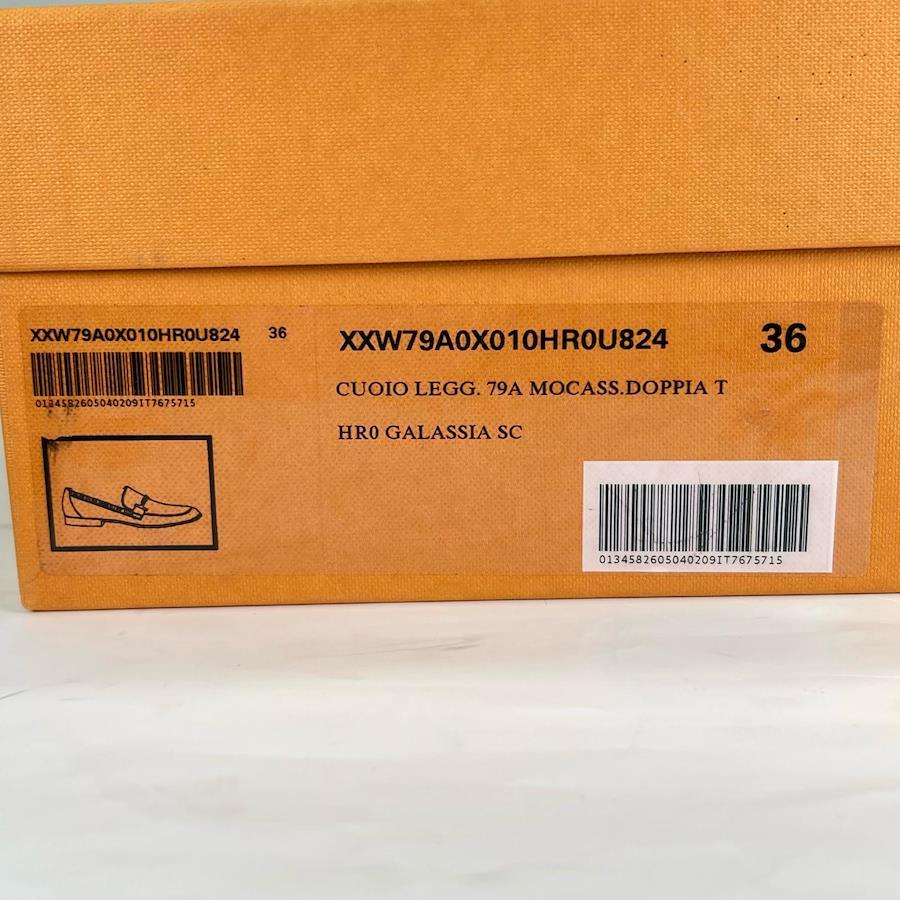 XXW79A0X010HR0U824 36
0134582605040209IT7675715
XXW79A0X010HR0U824 36
CUOIO LEGG. 79A MOCASS.DOPPIA T
HR0 GALASSIA SC
0134582605040209IT7675715